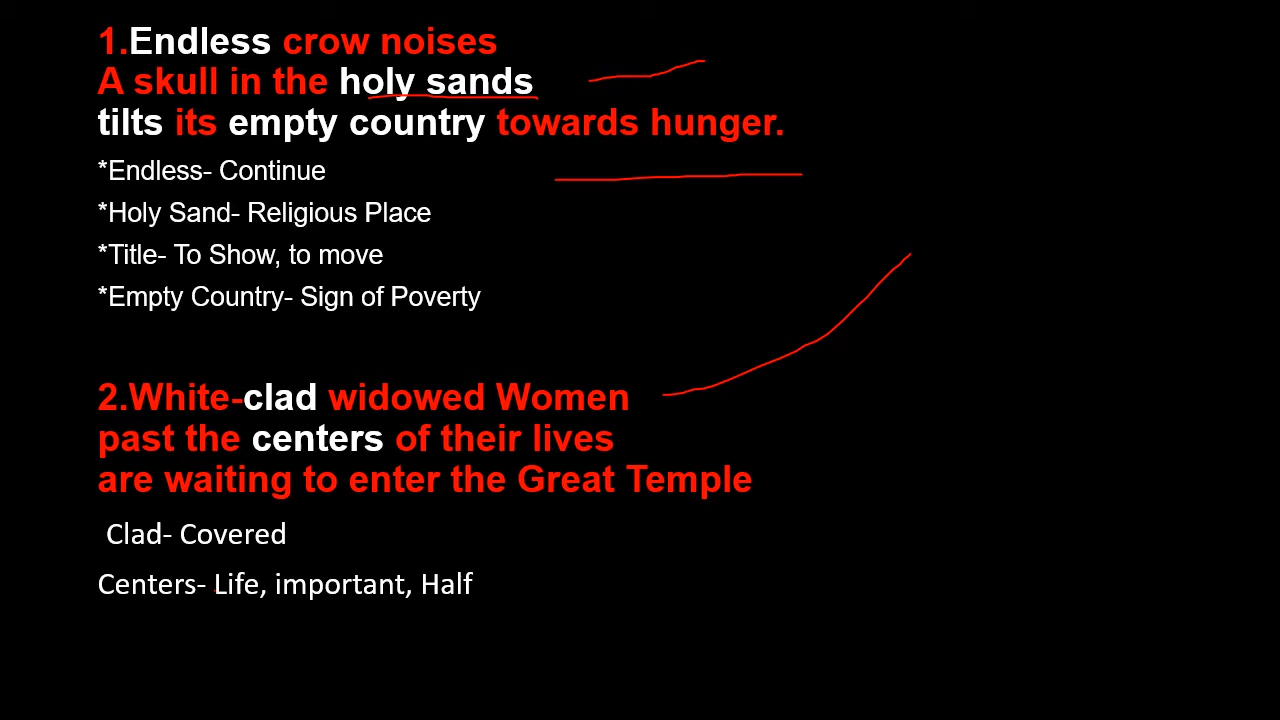 1.Endless crow noises
A skull in the holy sands
tilts its empty country towards hunger.
*Endless- Continue
*Holy Sand- Religious Place
*Title- To Show, to move
*Empty Country- Sign of Poverty
2.White-clad widowed Women
past the centers of their lives
are waiting to enter the Great Temple
Clad- Covered
Centers- Life, important, Half